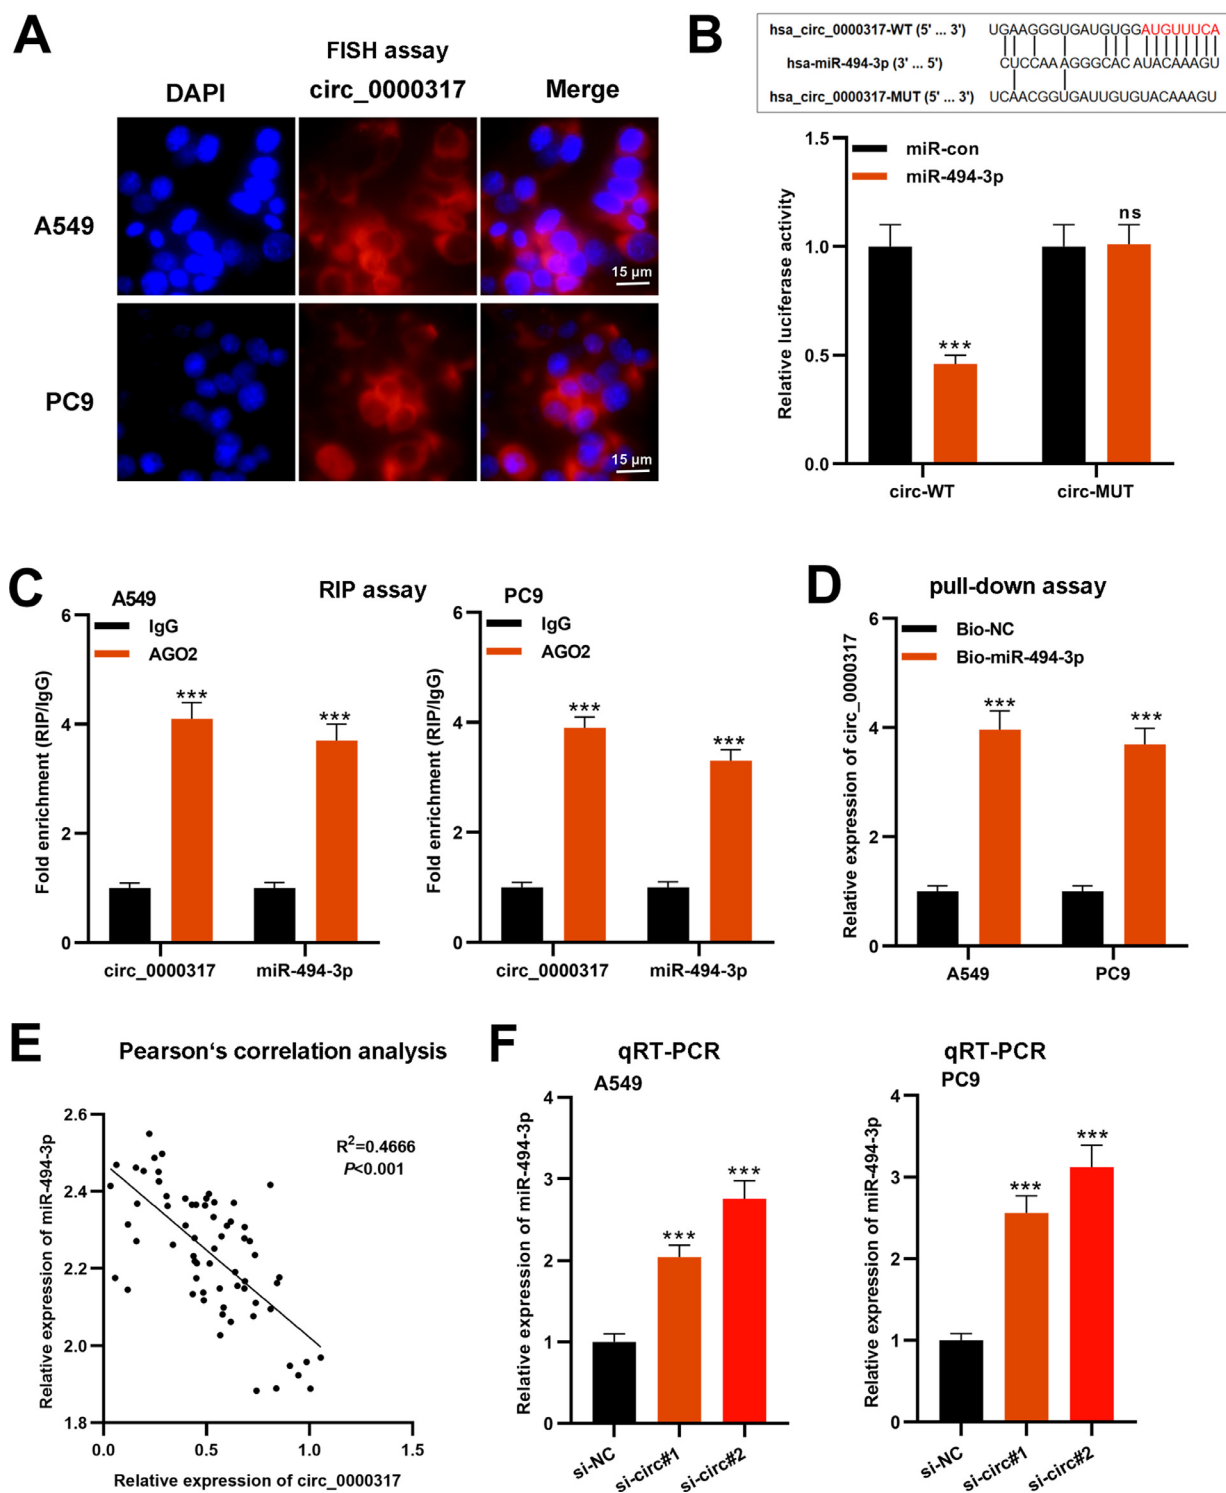 A
FISH assay
DAPI
circ_0000317
Merge
A549
15 μm
PC9
15 μm
B
hsa_circ_0000317-WT (5' ... 3')
UGAAGGGUGAUGUGGAUGUUUCA
hsa-miR-494-3p (3' ... 5')
CUCCAAAGGGCACAUACAAAGU
hsa_circ_0000317-MUT (5' ... 3')
UCAACGGUGAUUGUGUACAAAGU
Relative luciferase activity
1.5
1.0
0.5
0.0
miR-con
miR-494-3p
***
ns
circ-WT
circ-MUT
C
RIP assay
A549
Fold enrichment (RIP/IgG)
6
4
2
0
IgG
AGO2
***
***
circ_0000317
miR-494-3p
PC9
Fold enrichment (RIP/IgG)
6
4
2
0
IgG
AGO2
***
***
circ_0000317
miR-494-3p
D
pull-down assay
Relative expression of circ_0000317
6
4
2
0
Bio-NC
Bio-miR-494-3p
***
***
A549
PC9
E
Pearson‘s correlation analysis
Relative expression of miR-494-3p
2.6
2.4
2.2
2.0
1.8
R²=0.4666
P<0.001
0.0
0.5
1.0
1.5
Relative expression of circ_0000317
F
qRT-PCR
A549
Relative expression of miR-494-3p
4
3
2
1
0
***
***
si-NC
si-circ#1
si-circ#2
qRT-PCR
PC9
Relative expression of miR-494-3p
4
3
2
1
0
***
***
si-NC
si-circ#1
si-circ#2